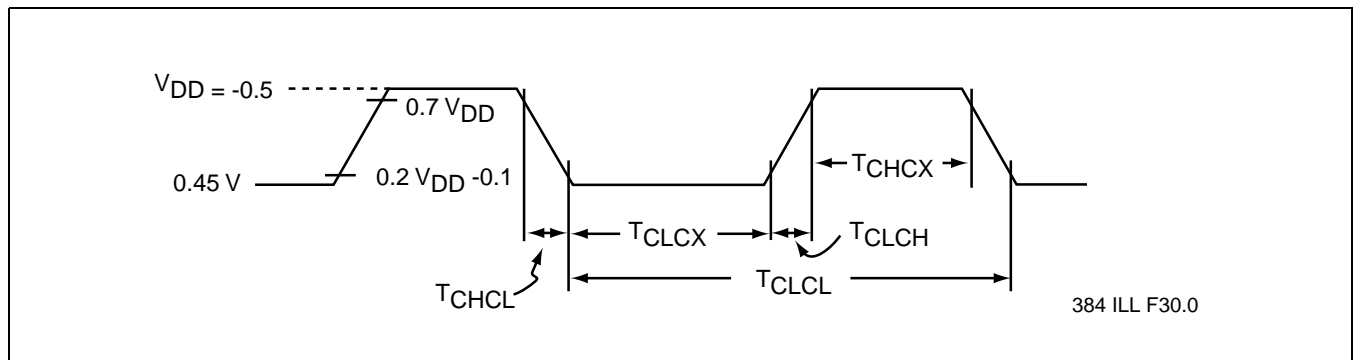 VDD = -0.5
0.7 VDD
0.45 V
0.2 VDD -0.1
TCHCX
TCLCX
TCLCH
TCHCL
TCLCL
384 ILL F30.0